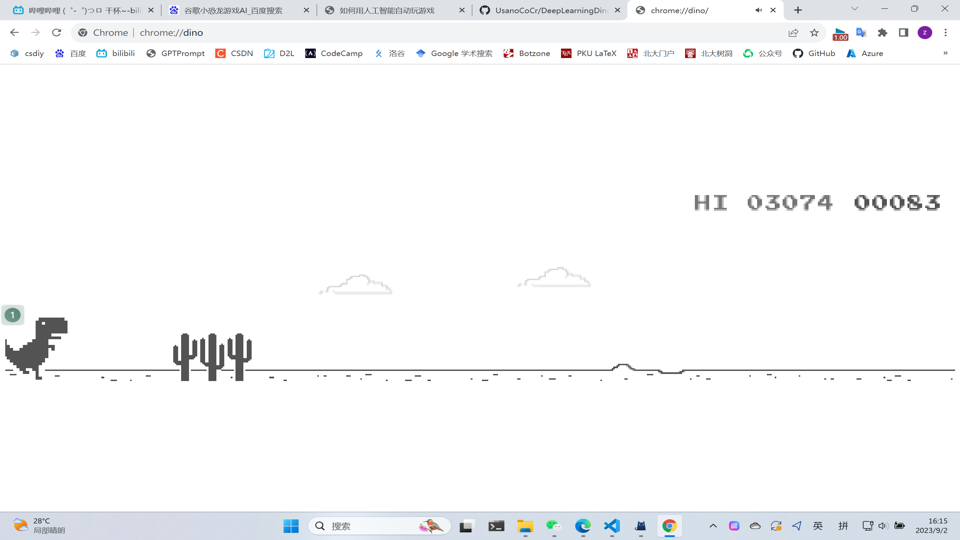 哔哩哔哩 (゜-゜)つロ 干杯~-bili
谷歌小恐龙游戏AI_百度搜索
如何用人工智能自动玩游戏
UsanoCoCr/DeepLearningDin
chrome://dino/
Chrome | chrome://dino
1.00
z
csdiy
百度
bilibili
GPTPrompt
CSDN
D2L
CodeCamp
洛谷
Google 学术搜索
Botzone
PKU LaTeX
北大门户
北大树洞
公众号
GitHub
Azure
»
HI 03074 00083
1
28°C
局部晴朗
搜索
英
拼
16:15
2023/9/2